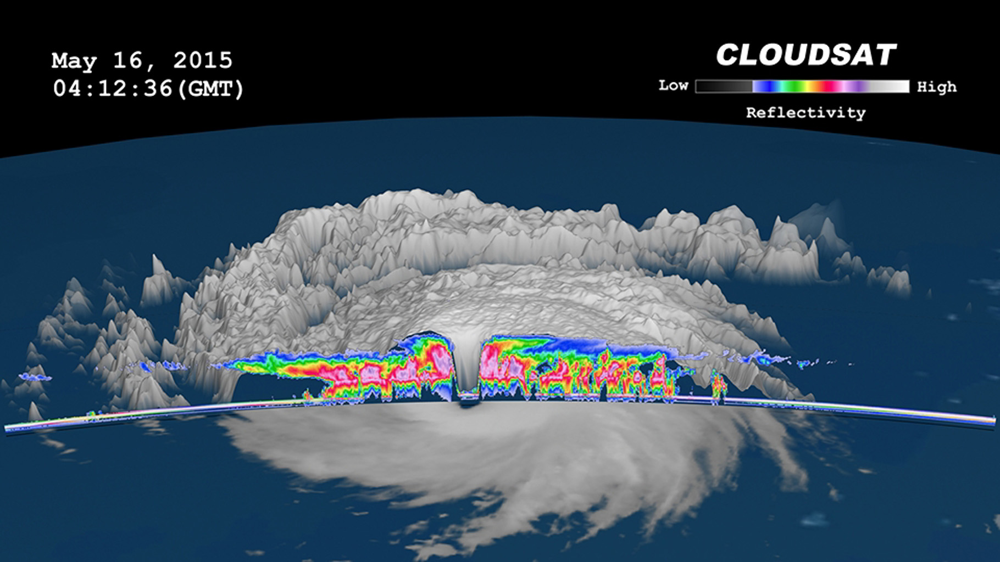 May 16, 2015
04:12:36(GMT)
CLOUDSAT
Low High
Reflectivity